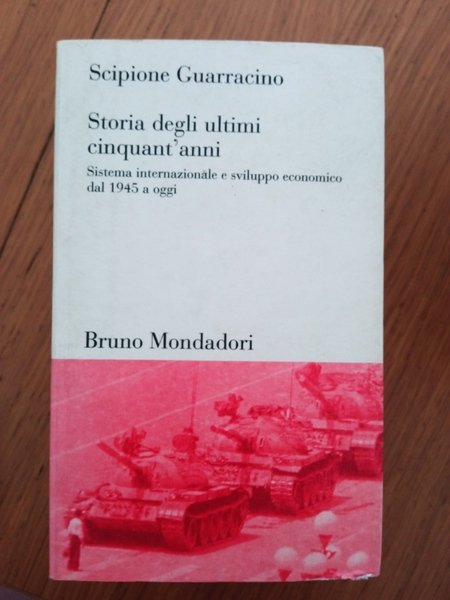 Scipione Guarracino
Storia degli ultimi
cinquant'anni
Sistema internazionale e sviluppo economico
dal 1945 a oggi
Bruno Mondadori